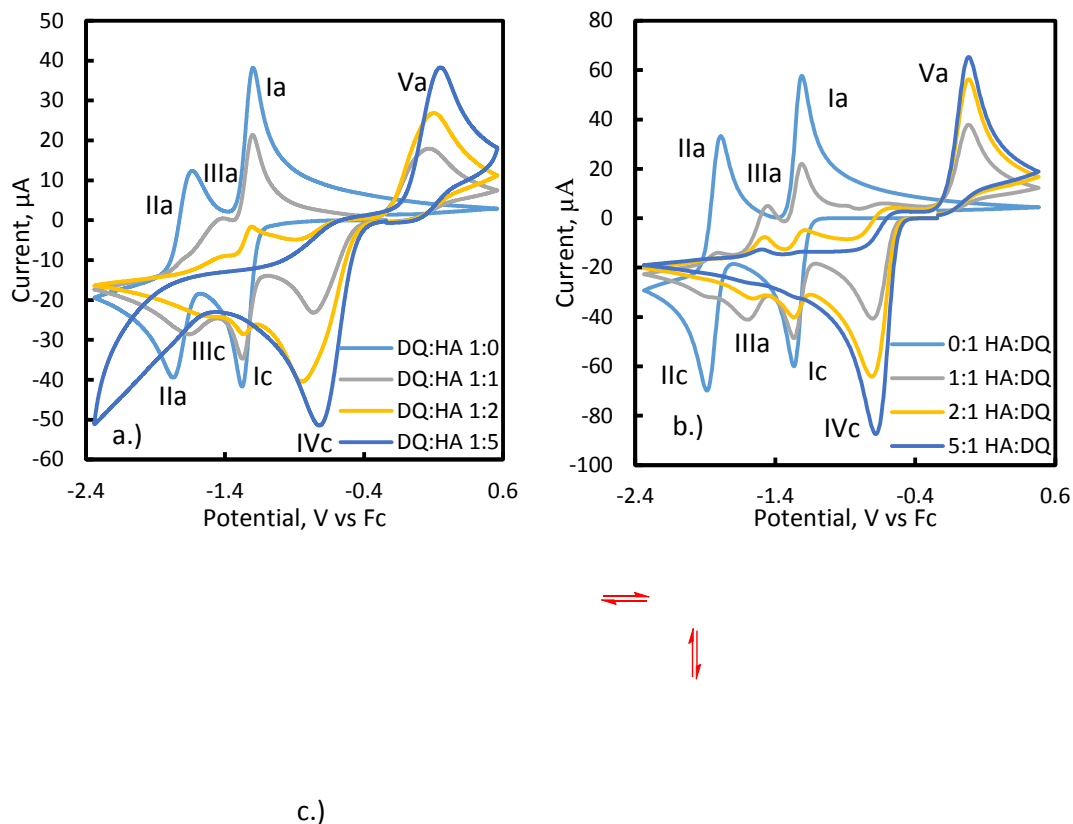 50
40
30
20
10
0
-10
-20
-30
-40
-50
-60
Current, µA
-2.4 -1.4 -0.4 0.6
Potential, V vs Fc
Ia
Va
IIa
IIIa
IIIc
Ic
IIa
IVc
a.)
DQ:HA 1:0
DQ:HA 1:1
DQ:HA 1:2
DQ:HA 1:5
80
60
40
20
0
-20
-40
-60
-80
-100
Current, µA
-2.4 -1.4 -0.4 0.6
Potential, V vs Fc
Va
Ia
IIa
IIIa
IIIa
IIc
Ic
IVc
b.)
0:1 HA:DQ
1:1 HA:DQ
2:1 HA:DQ
5:1 HA:DQ
c.)